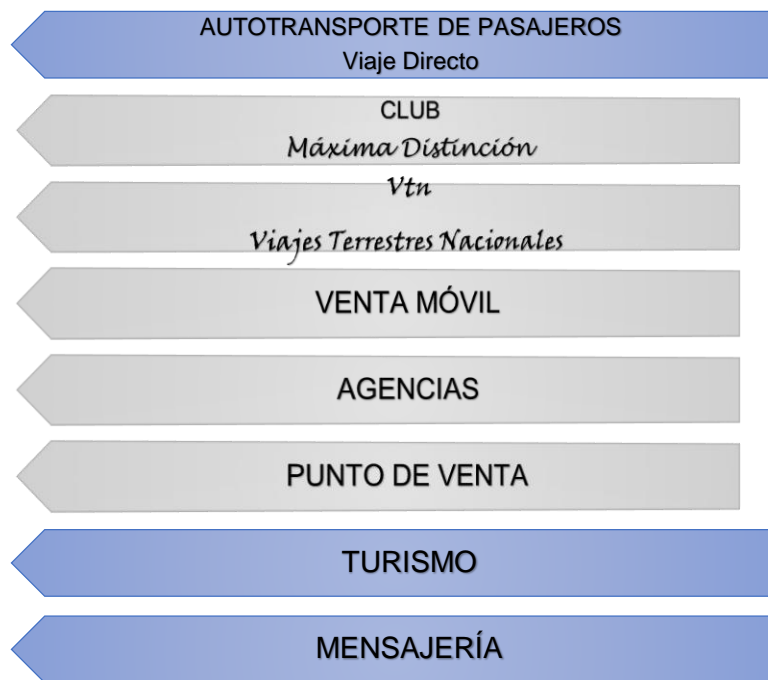 AUTOTRANSPORTE DE PASAJEROS
Viaje Directo
CLUB
Máxima Distinción
Vtn
Viajes Terrestres Nacionales
VENTA MÓVIL
AGENCIAS
PUNTO DE VENTA
TURISMO
MENSAJERÍA